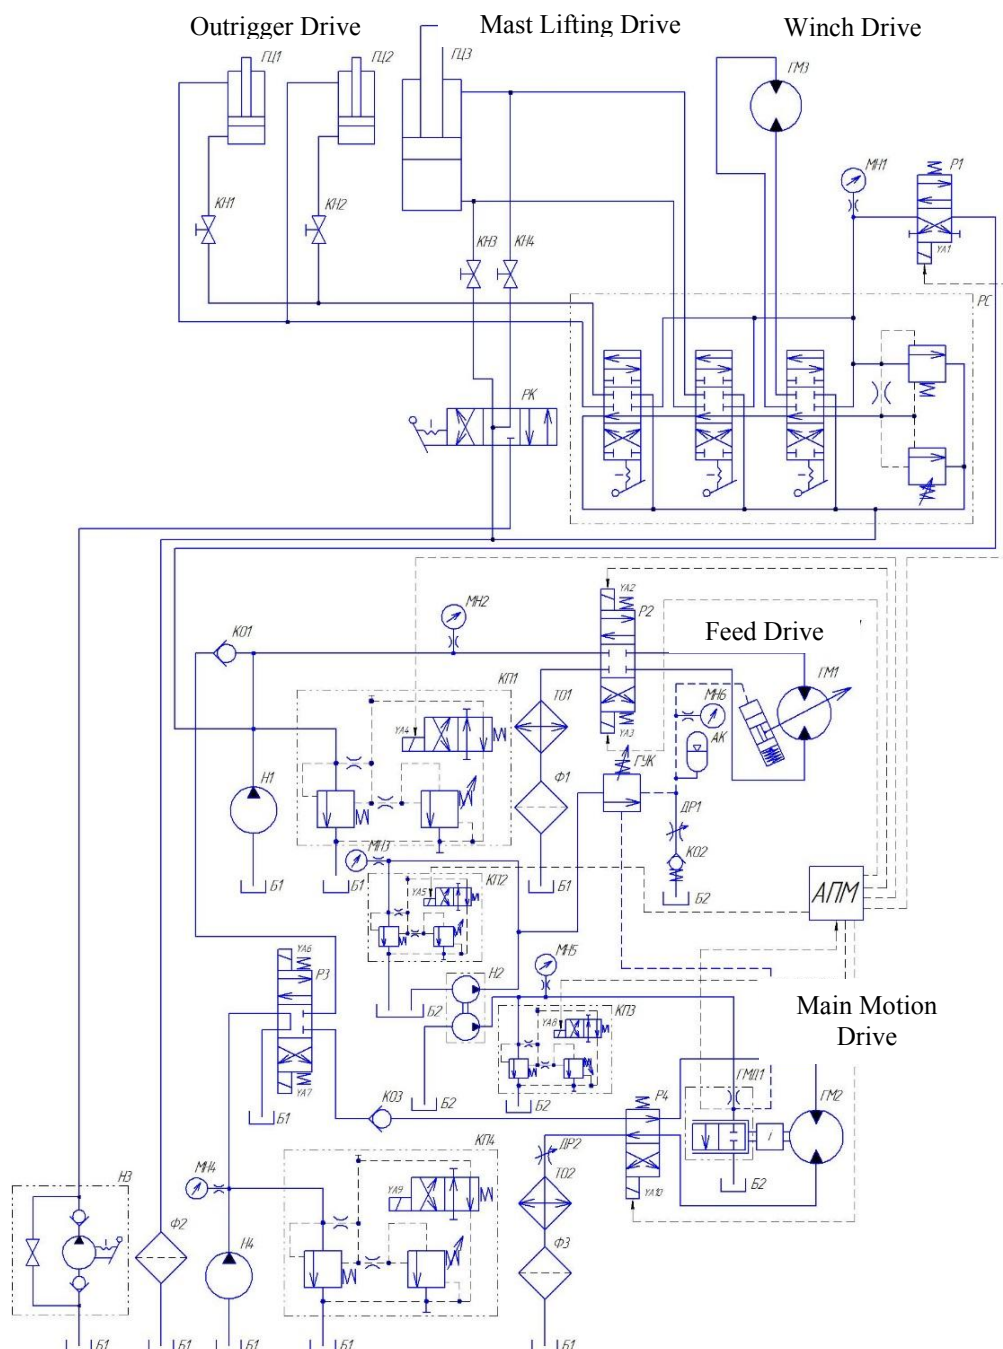 Outrigger Drive
Mast Lifting Drive
Winch Drive
ГЦ1
ГЦ2
ГЦ3
ГМ3
МН1
Р1
КН1
КН2
КН3
КН4
YA1
РС
РК
YA2
МН2
Р2
Feed Drive
КО1
КП1
ТО1
МН6
ГМ1
YA4
YA3
АК
ГУК
Н1
Ф1
ДР1
МН3
КО2
Б1
Б1
КП2
Б1
Б2
АПМ
YA5
YA6
Р3
Н2
МН5
Б2
КП3
Main Motion
Drive
YA8
YA7
Б1
Б2
Б2
КО3
Р4
ГМД1
ГМ2
i
КП4
ДР2
МН4
YA9
ТО2
YA10
Б2
Н3
Ф2
Н4
Ф3
Б1
Б1
Б1
Б1
Б1